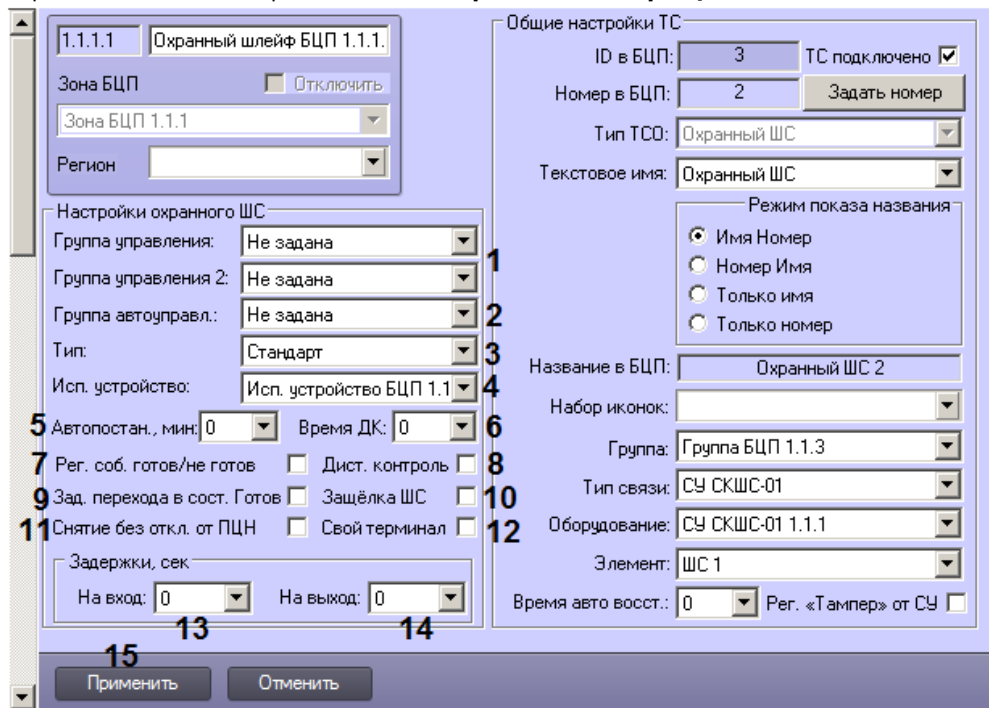 1.1.1.1 Охранный шлейф БЦП 1.1.1.
Зона БЦП Отключить
Зона БЦП 1.1.1
Регион
Настройки охранного ШС
Группа управления: Не задана 1
Группа управления 2: Не задана
Группа автоуправл.: Не задана 2
Тип: Стандарт 3
Исп. устройство: Исп. устройство БЦП 1.1 4
5 Автопостан., мин: 0 Время ДК: 0 6
7 Рег. соб. готов/не готов Дист. контроль 8
9 Зад. перехода в сост. Готов Защёлка ШС 10
11 Снятие без откл. от ПЦН Свой терминал 12
Задержки, сек
На вход: 0 На выход: 0
13 14
Общие настройки ТС
ID в БЦП: 3 ТС подключено
Номер в БЦП: 2 Задать номер
Тип ТСО: Охранный ШС
Текстовое имя: Охранный ШС
Режим показа названия
Имя Номер
Номер Имя
Только имя
Только номер
Название в БЦП: Охранный ШС 2
Набор иконок:
Группа: Группа БЦП 1.1.3
Тип связи: СУ СКШС-01
Оборудование: СУ СКШС-01 1.1.1
Элемент: ШС 1
Время авто восст.: 0 Рег. «Тампер» от СУ
15
Применить Отменить